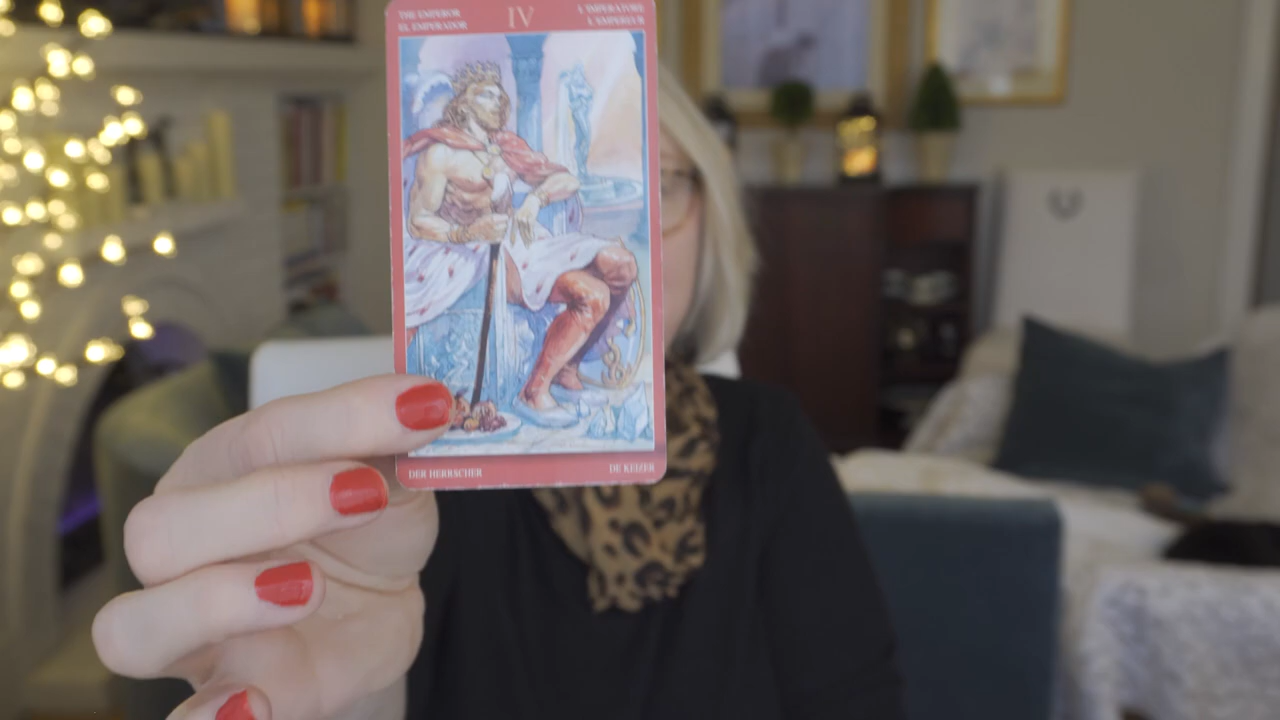 THE EMPEROR
EL EMPERADOR
IV
L'IMPERATORE
L'EMPEREUR
DER HERRSCHER
DE KEIZER